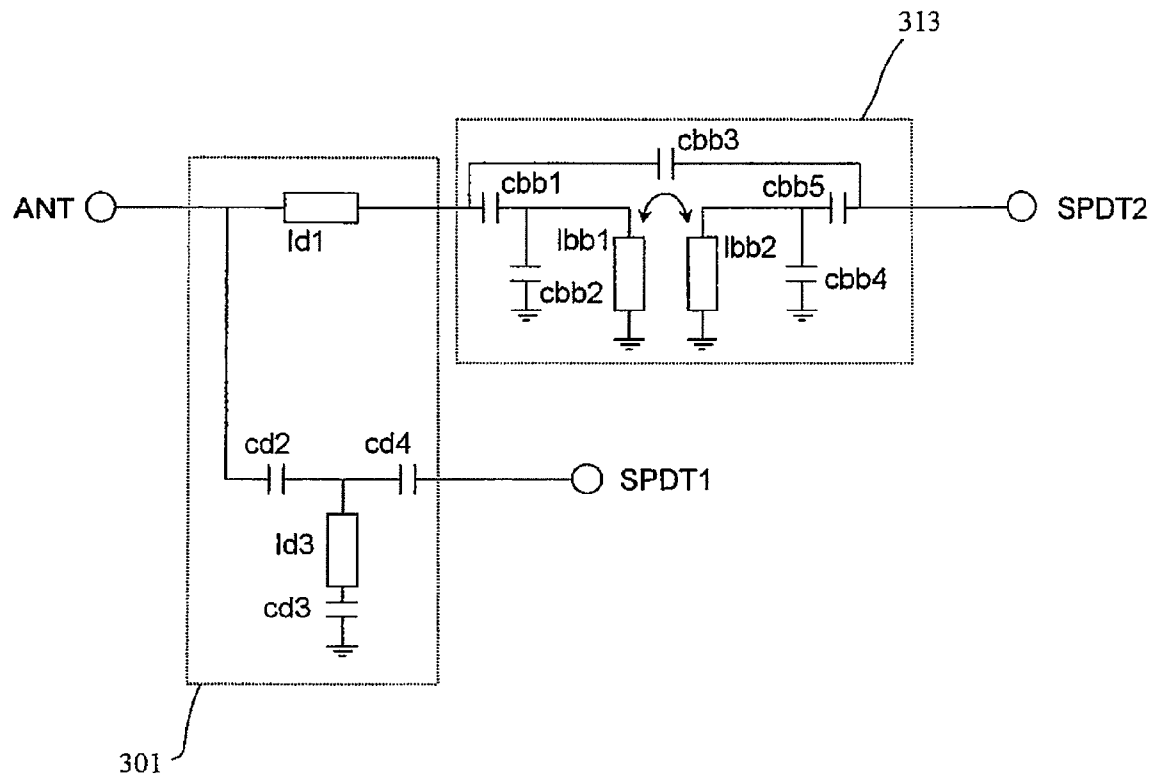 313
cbb3
cbb1
cbb5
ANT
SPDT2
ld1
lbb1
lbb2
cbb2
cbb4
cd2
cd4
SPDT1
ld3
cd3
301